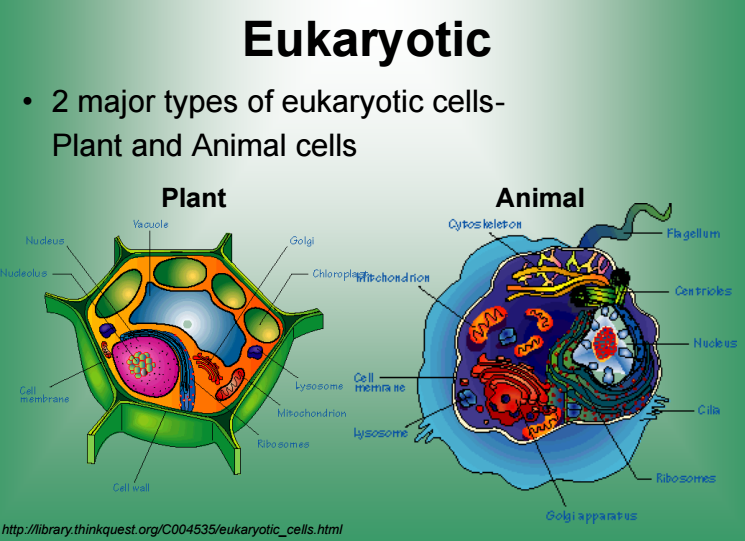 Eukaryotic
• 2 major types of eukaryotic cells-
Plant and Animal cells
Plant
Animal
Vacuole
Nucleus
Golgi
Nucleolus
Chloroplast
Cell
membrane
Lysosome
Mitochondrion
Ribosomes
Cell wall
Cytoskeleton
Flagellum
Mitochondrion
Centrioles
Nucleus
Cell
memrane
Cilia
Lysosome
Ribosomes
Golgi apparatus
http://library.thinkquest.org/C004535/eukaryotic_cells.html